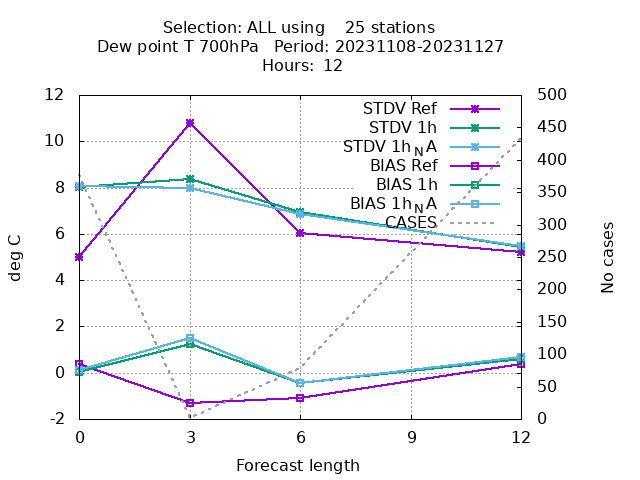 Selection: ALL using    25 stations
Dew point T 700hPa   Period: 20231108-20231127
Hours:  12
STDV Ref
STDV 1h
STDV 1h_NA
BIAS Ref
BIAS 1h
BIAS 1h_NA
CASES
12
10
8
6
4
2
0
-2
deg C
500
450
400
350
300
250
200
150
100
50
0
No cases
0 3 6 9 12
Forecast length